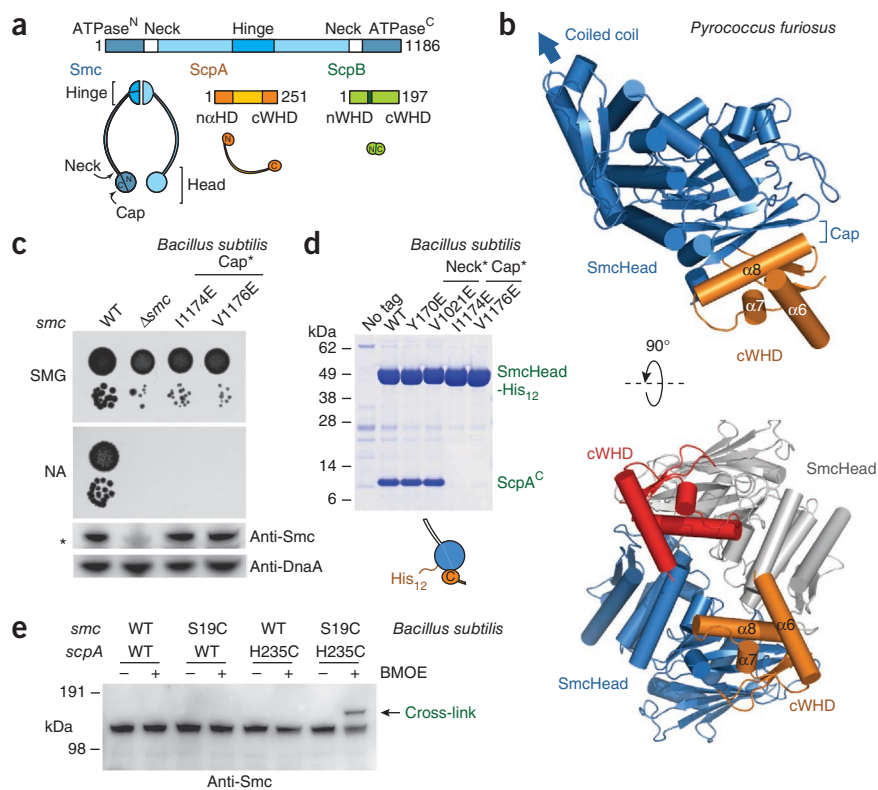 a
ATPaseᴺ Neck Hinge Neck ATPaseᶜ
1 1186
Smc ScpA ScpB
Hinge
1 251
1 197
nαHD cWHD
nWHD cWHD
N
C
N C
Neck
C N
Head
Cap
b
Pyrococcus furiosus
Coiled coil
Cap
SmcHead
α8
α7
α6
cWHD
90°
cWHD
SmcHead
α8
α6
α7
SmcHead
cWHD
c
Bacillus subtilis
Cap*
smc
WT
Δsmc
I1174E
V1176E
SMG
NA
*
Anti-Smc
Anti-DnaA
d
Bacillus subtilis
Neck* Cap*
No tag
WT
Y170E
V1021E
I1174E
V1176E
kDa
62
49
38
28
14
6
SmcHead
-His₁₂
ScpAᶜ
His₁₂
C
e
smc WT S19C WT S19C
Bacillus subtilis
scpA WT WT H235C H235C
– + – + – + – + BMOE
191
kDa
98
Cross-link
Anti-Smc